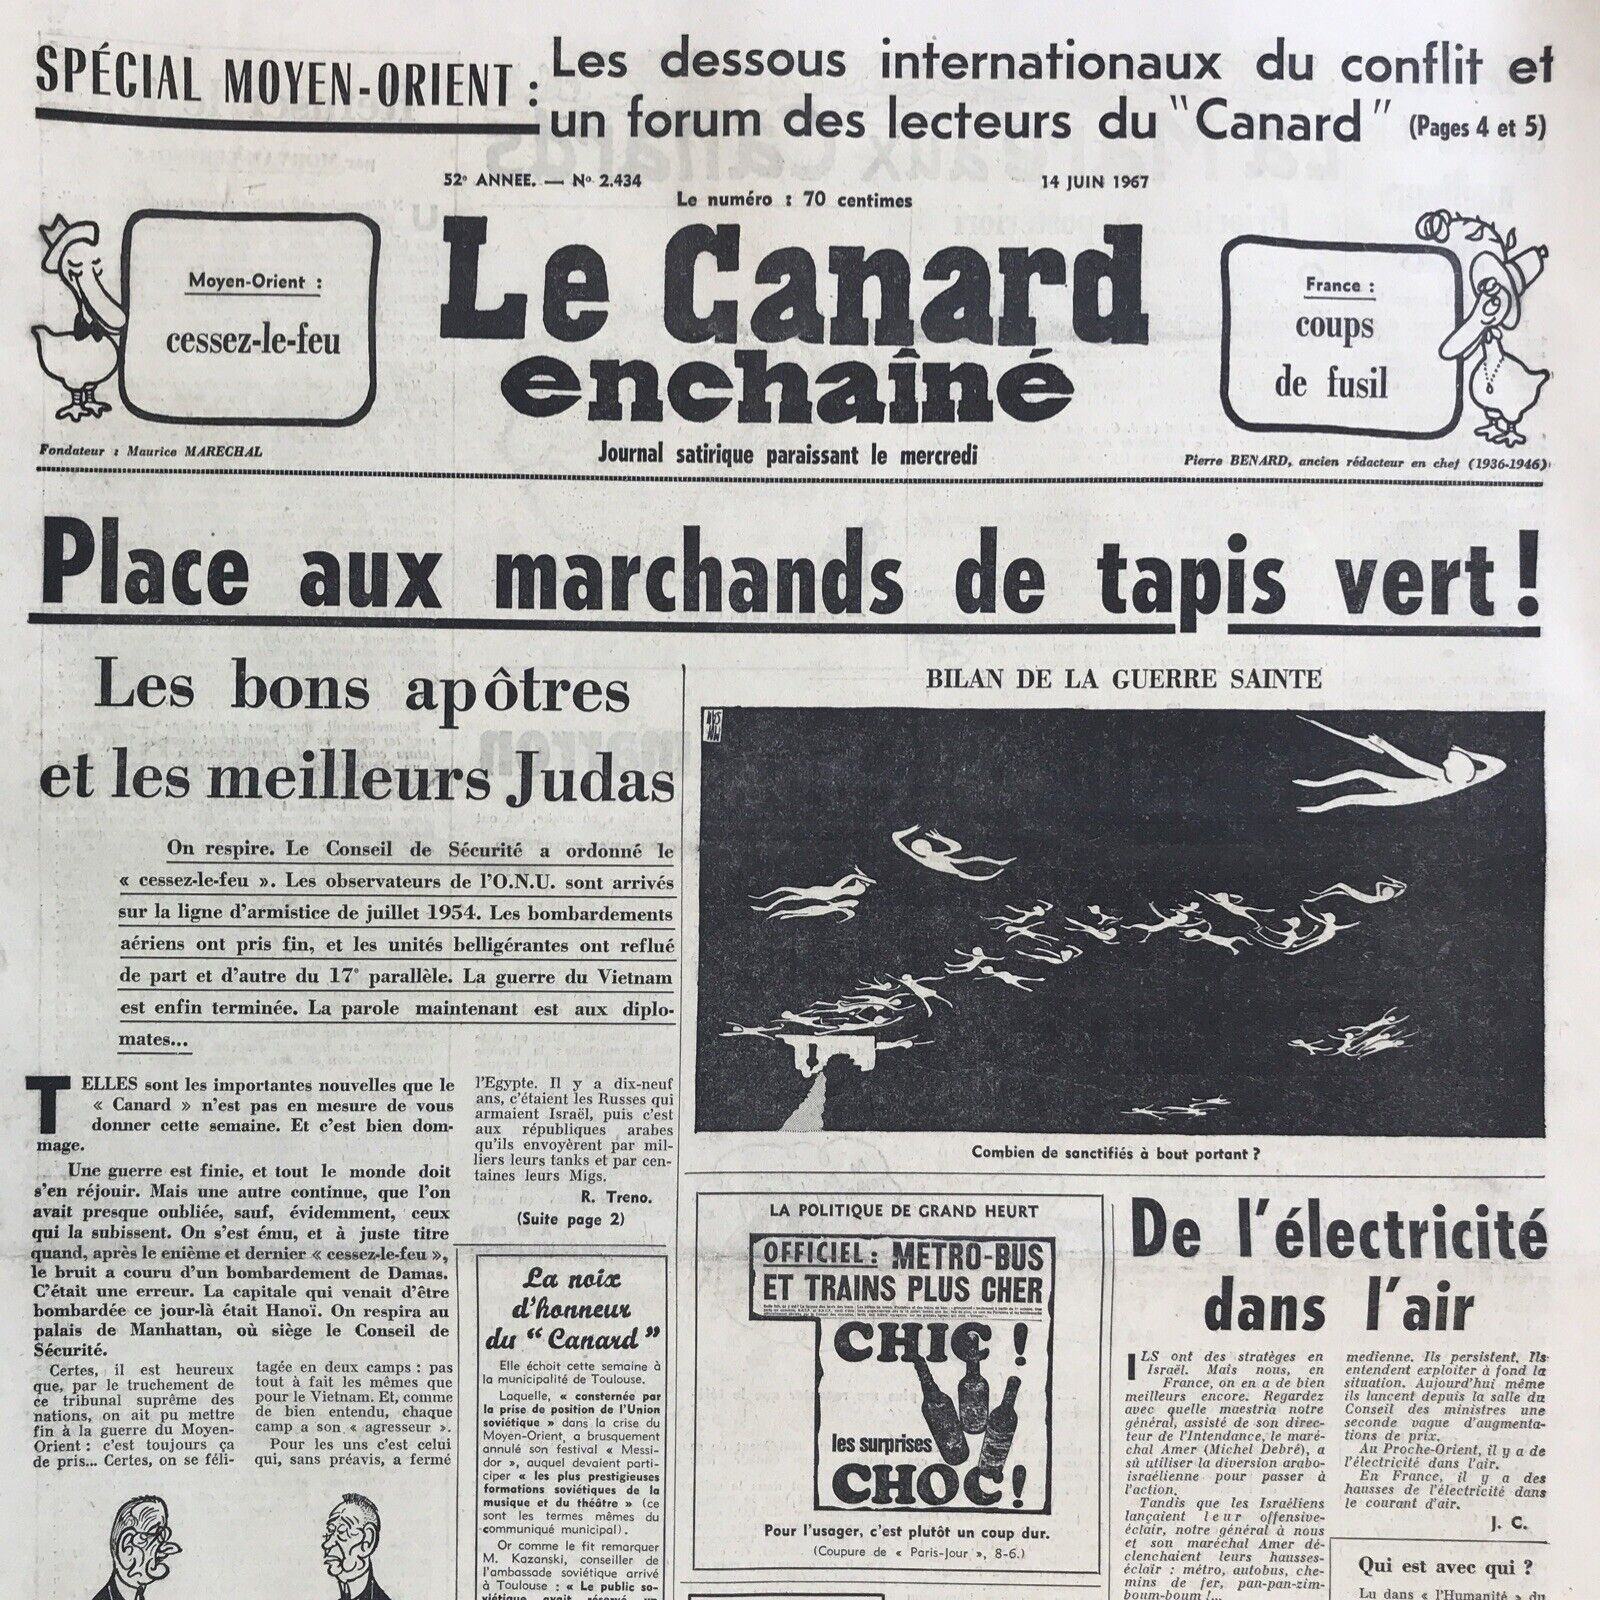 SPÉCIAL MOYEN-ORIENT :
Les dessous internationaux du conflit et
un forum des lecteurs du "Canard" (Pages 4 et 5)
52e ANNEE. — No 2.434
14 JUIN 1967
Le numéro : 70 centimes
Moyen-Orient :
cessez-le-feu
Le Canard
enchaîné
France :
coups
de fusil
Fondateur : Maurice MARECHAL
Journal satirique paraissant le mercredi
Pierre BENARD, ancien rédacteur en chef (1936-1946)
Place aux marchands de tapis vert !
Les bons apôtres
et les meilleurs Judas
On respire. Le Conseil de Sécurité a ordonné le
« cessez-le-feu ». Les observateurs de l'O.N.U. sont arrivés
sur la ligne d'armistice de juillet 1954. Les bombardements
aériens ont pris fin, et les unités belligérantes ont reflué
de part et d'autre du 17e parallèle. La guerre du Vietnam
est enfin terminée. La parole maintenant est aux diplo-
mates...
TELLES sont les importantes nouvelles que le
« Canard » n'est pas en mesure de vous
donner cette semaine. Et c'est bien dom-
mage.
Une guerre est finie, et tout le monde doit
s'en réjouir. Mais une autre continue, que l'on
avait presque oubliée, sauf, évidemment, ceux
qui la subissent. On s'est ému, et à juste titre
quand, après le enième et dernier « cessez-le-feu »,
le bruit a couru d'un bombardement de Damas.
C'était une erreur. La capitale qui venait d'être
bombardée ce jour-là était Hanoï. On respira au
palais de Manhattan, où siège le Conseil de
Sécurité.
Certes, il est heureux
que, par le truchement de
ce tribunal suprême des
nations, on ait pu mettre
fin à la guerre du Moyen-
Orient : c'est toujours ça
de pris... Certes, on se féli-
tagée en deux camps : pas
tout à fait les mêmes que
pour le Vietnam. Et, comme
de bien entendu, chaque
camp a son « agresseur ».
Pour les uns c'est celui
qui, sans préavis, a fermé
l'Egypte. Il y a dix-neuf
ans, c'étaient les Russes qui
armaient Israël, puis c'est
aux républiques arabes
qu'ils envoyèrent par mil-
liers leurs tanks et par cen-
taines leurs Migs.
R. Treno.
(Suite page 2)
La noix
d'honneur
du "Canard"
Elle échoit cette semaine à
la municipalité de Toulouse.
Laquelle, « consternée par
la prise de position de l'Union
soviétique » dans la crise du
Moyen-Orient, a brusquement
annulé son festival « Messi-
dor », auquel devaient parti-
ciper « les plus prestigieuses
formations soviétiques de la
musique et du théâtre » (ce
sont les termes mêmes du
communiqué municipal).
Or comme le fit remarquer
M. Kazanski, conseiller de
l'ambassade soviétique arrivé
à Toulouse : « Le public so-
viétique avait réservé un
BILAN DE LA GUERRE SAINTE
Combien de sanctifiés à bout portant ?
LA POLITIQUE DE GRAND HEURT
OFFICIEL : METRO-BUS
ET TRAINS PLUS CHER
CHIC !
les surprises
CHOC !
Pour l'usager, c'est plutôt un coup dur.
(Coupure de « Paris-Jour », 8-6.)
De l'électricité
dans l'air
ILS ont des stratèges en
Israël. Mais nous, en
France, on en a de bien
meilleurs encore. Regardez
avec quelle maestria notre
général, assisté de son direc-
teur de l'Intendance, le maré-
chal Amer (Michel Debré), a
sû utiliser la diversion arabo-
israélienne pour passer à
l'action.
Tandis que les Israéliens
lançaient leur offensive-
éclair, notre général à nous
et son maréchal Amer dé-
clenchaient leurs hausses-
éclair : métro, autobus, che-
mins de fer, pan-pan-zim-
boum-boum !...
medienne. Ils persistent. Ils
entendent exploiter à fond la
situation. Aujourd'hui même
ils lancent depuis la salle du
Conseil des ministres une
seconde vague d'augmenta-
tions de prix.
Au Proche-Orient, il y a de
l'électricité dans l'air.
En France, il y a des
hausses de l'électricité dans
le courant d'air.
J. C.
Qui est avec qui ?
Lu dans « l'Humanité » du